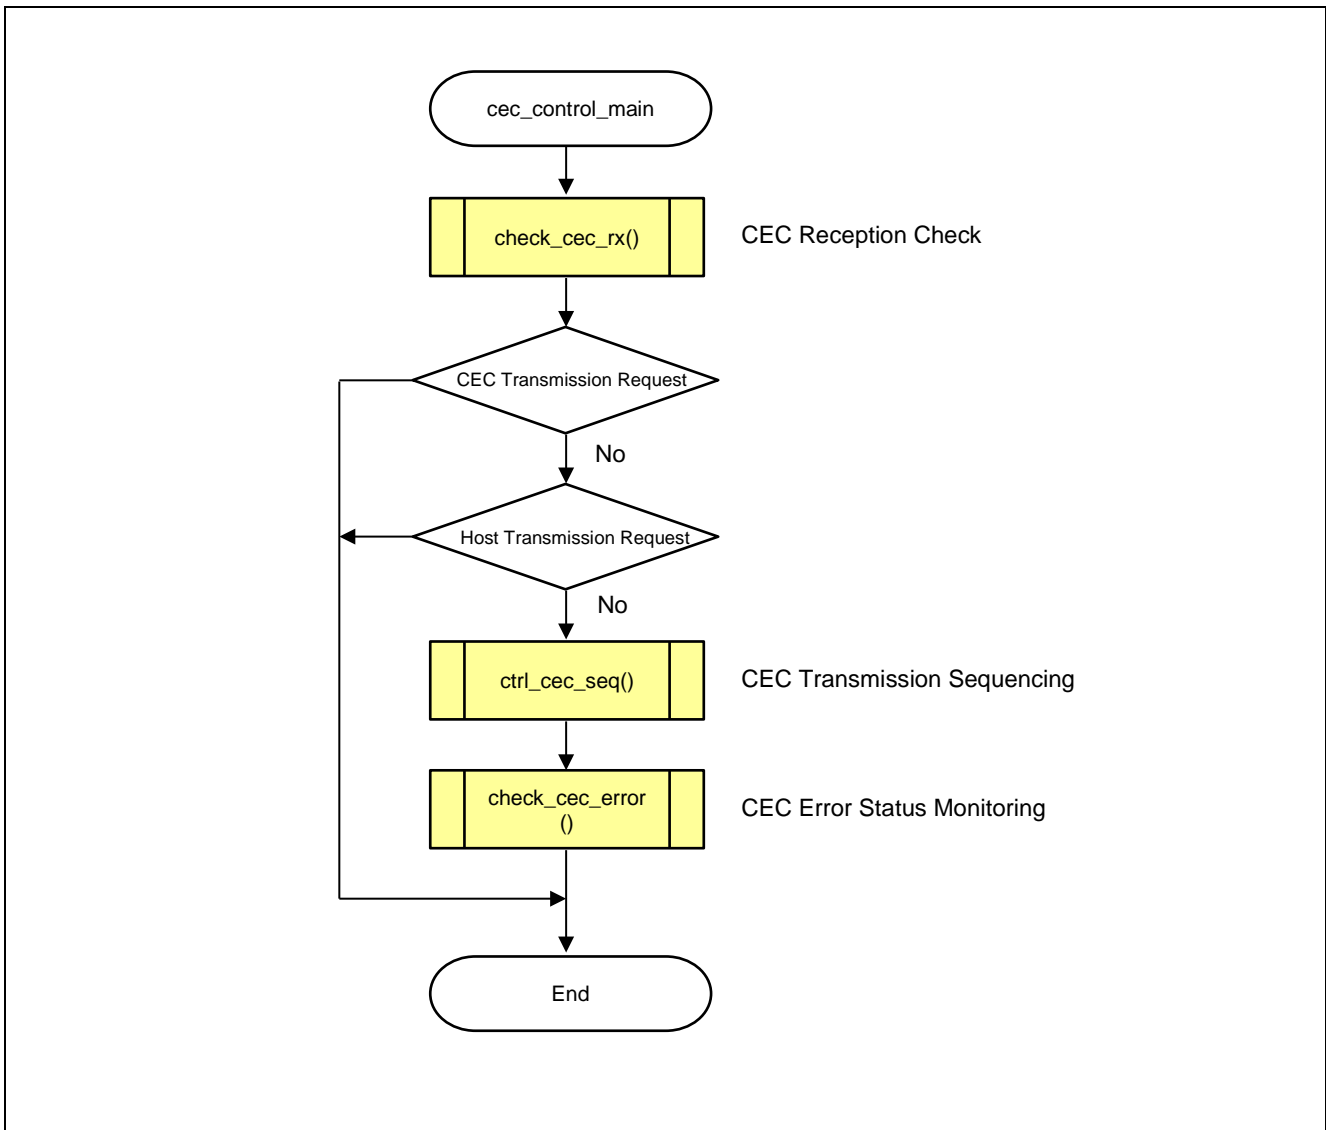 cec_control_main
check_cec_rx()
CEC Reception Check
CEC Transmission Request
No
Host Transmission Request
No
ctrl_cec_seq()
CEC Transmission Sequencing
check_cec_error
()
CEC Error Status Monitoring
End